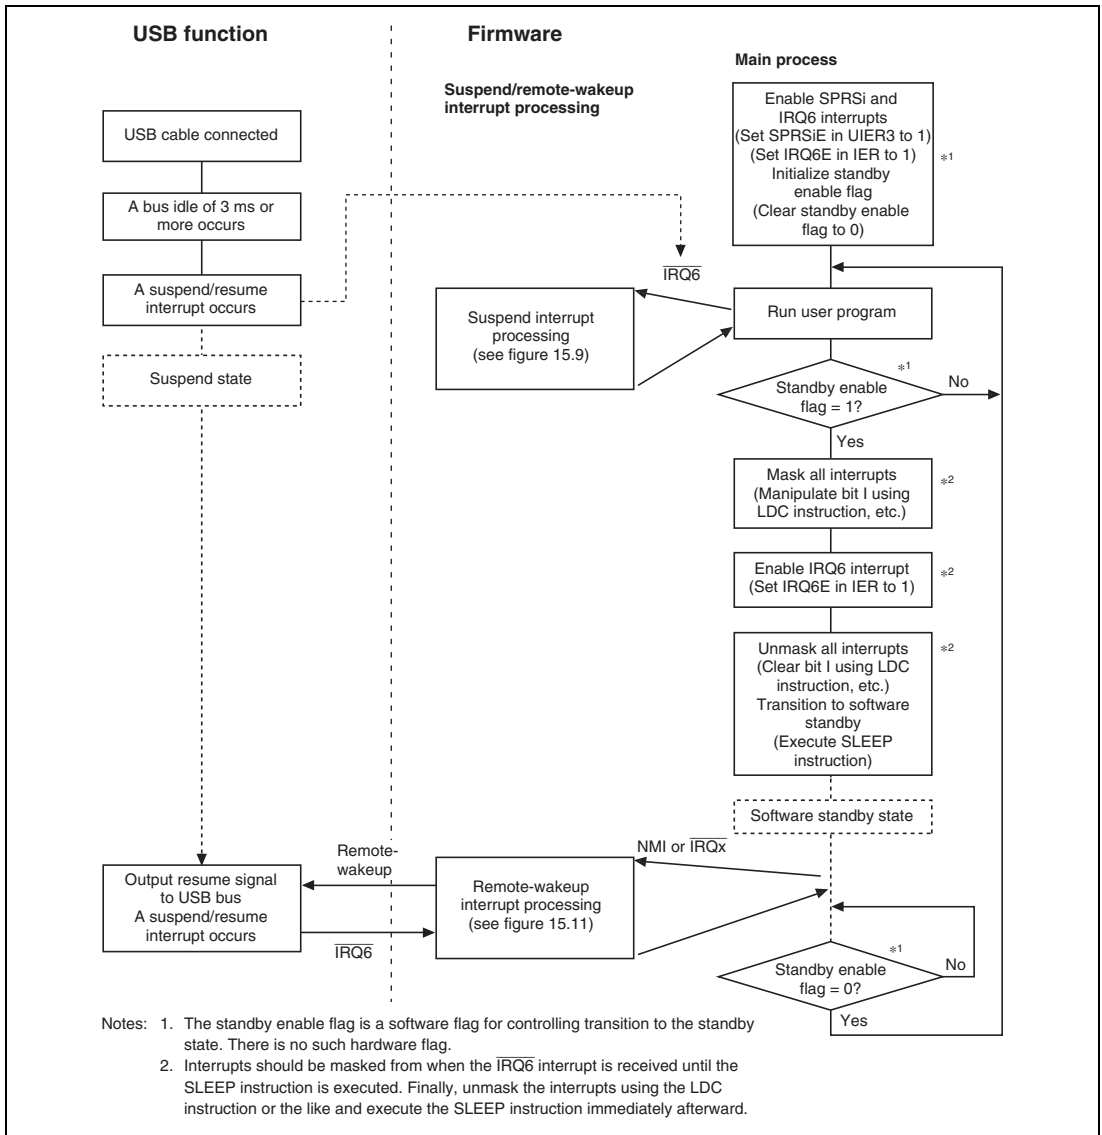 USB function
Firmware
Main process
Suspend/remote-wakeup
interrupt processing
USB cable connected
A bus idle of 3 ms or
more occurs
A suspend/resume
interrupt occurs
Suspend state
Enable SPRSi and
IRQ6 interrupts
(Set SPRSiE in UIER3 to 1)
(Set IRQ6E in IER to 1)
Initialize standby
enable flag
(Clear standby enable
flag to 0)
*1
IRQ6
Suspend interrupt
processing
(see figure 15.9)
Run user program
*1
Standby enable
flag = 1?
No
Yes
Mask all interrupts
(Manipulate bit I using
LDC instruction, etc.)
*2
Enable IRQ6 interrupt
(Set IRQ6E in IER to 1)
*2
Unmask all interrupts
(Clear bit I using LDC
instruction, etc.)
Transition to software
standby
(Execute SLEEP
instruction)
*2
Software standby state
NMI or IRQx
Remote-
wakeup
Output resume signal
to USB bus
A suspend/resume
interrupt occurs
IRQ6
Remote-wakeup
interrupt processing
(see figure 15.11)
*1
Standby enable
flag = 0?
No
Yes
Notes: 1. The standby enable flag is a software flag for controlling transition to the standby
state. There is no such hardware flag.
2. Interrupts should be masked from when the IRQ6 interrupt is received until the
SLEEP instruction is executed. Finally, unmask the interrupts using the LDC
instruction or the like and execute the SLEEP instruction immediately afterward.